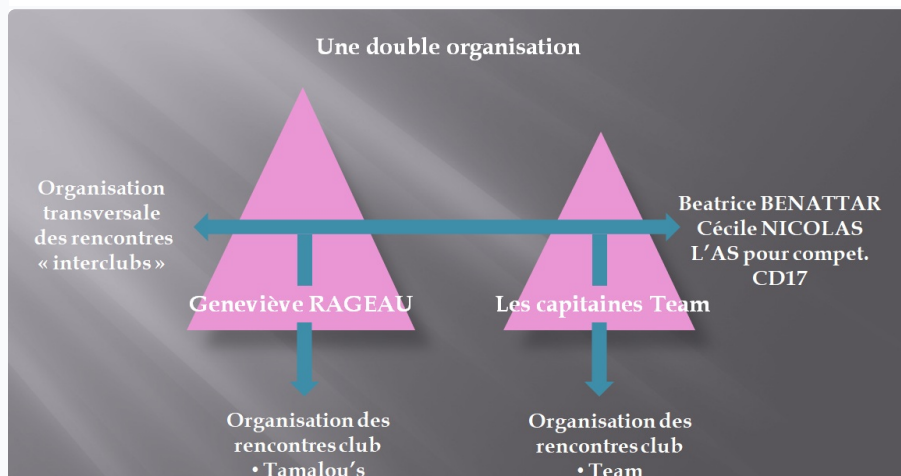 Une double organisation
Organisation
transversale
des rencontres
« interclubs »
Beatrice BENATTAR
Cécile NICOLAS
L’AS pour compet.
CD17
Geneviève RAGEAU
Les capitaines Team
Organisation des
rencontres club
• Tamalou’s
Organisation des
rencontres club
• Team